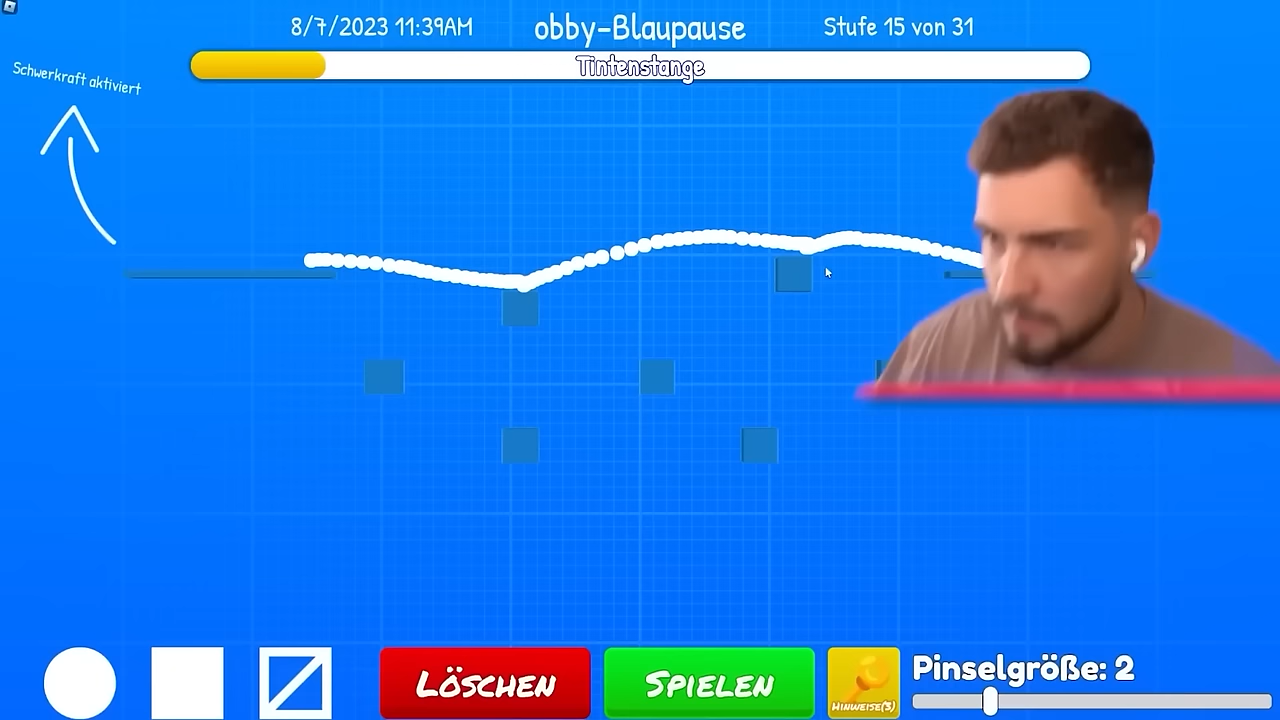 8/7/2023 11:39AM
obby-Blaupause
Stufe 15 von 31
Tintenstange
Schwerkraft aktiviert
LÖSCHEN
SPIELEN
HINWEISE(3)
Pinselgröße: 2